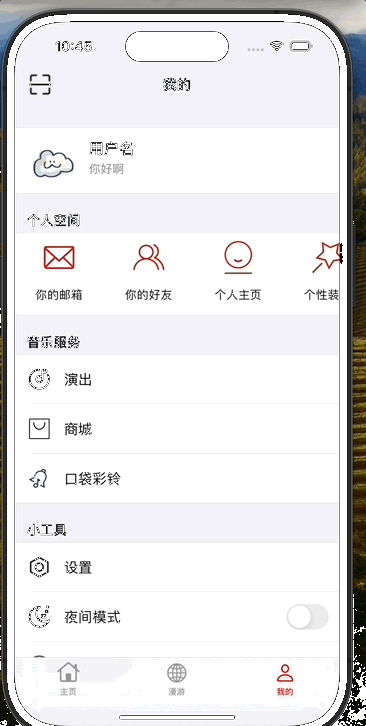 10:45
我的
用户名
你好啊
个人空间
你的邮箱
你的好友
个人主页
个性装
音乐服务
演出
商城
口袋彩铃
小工具
设置
夜间模式
主页
漫游
我的